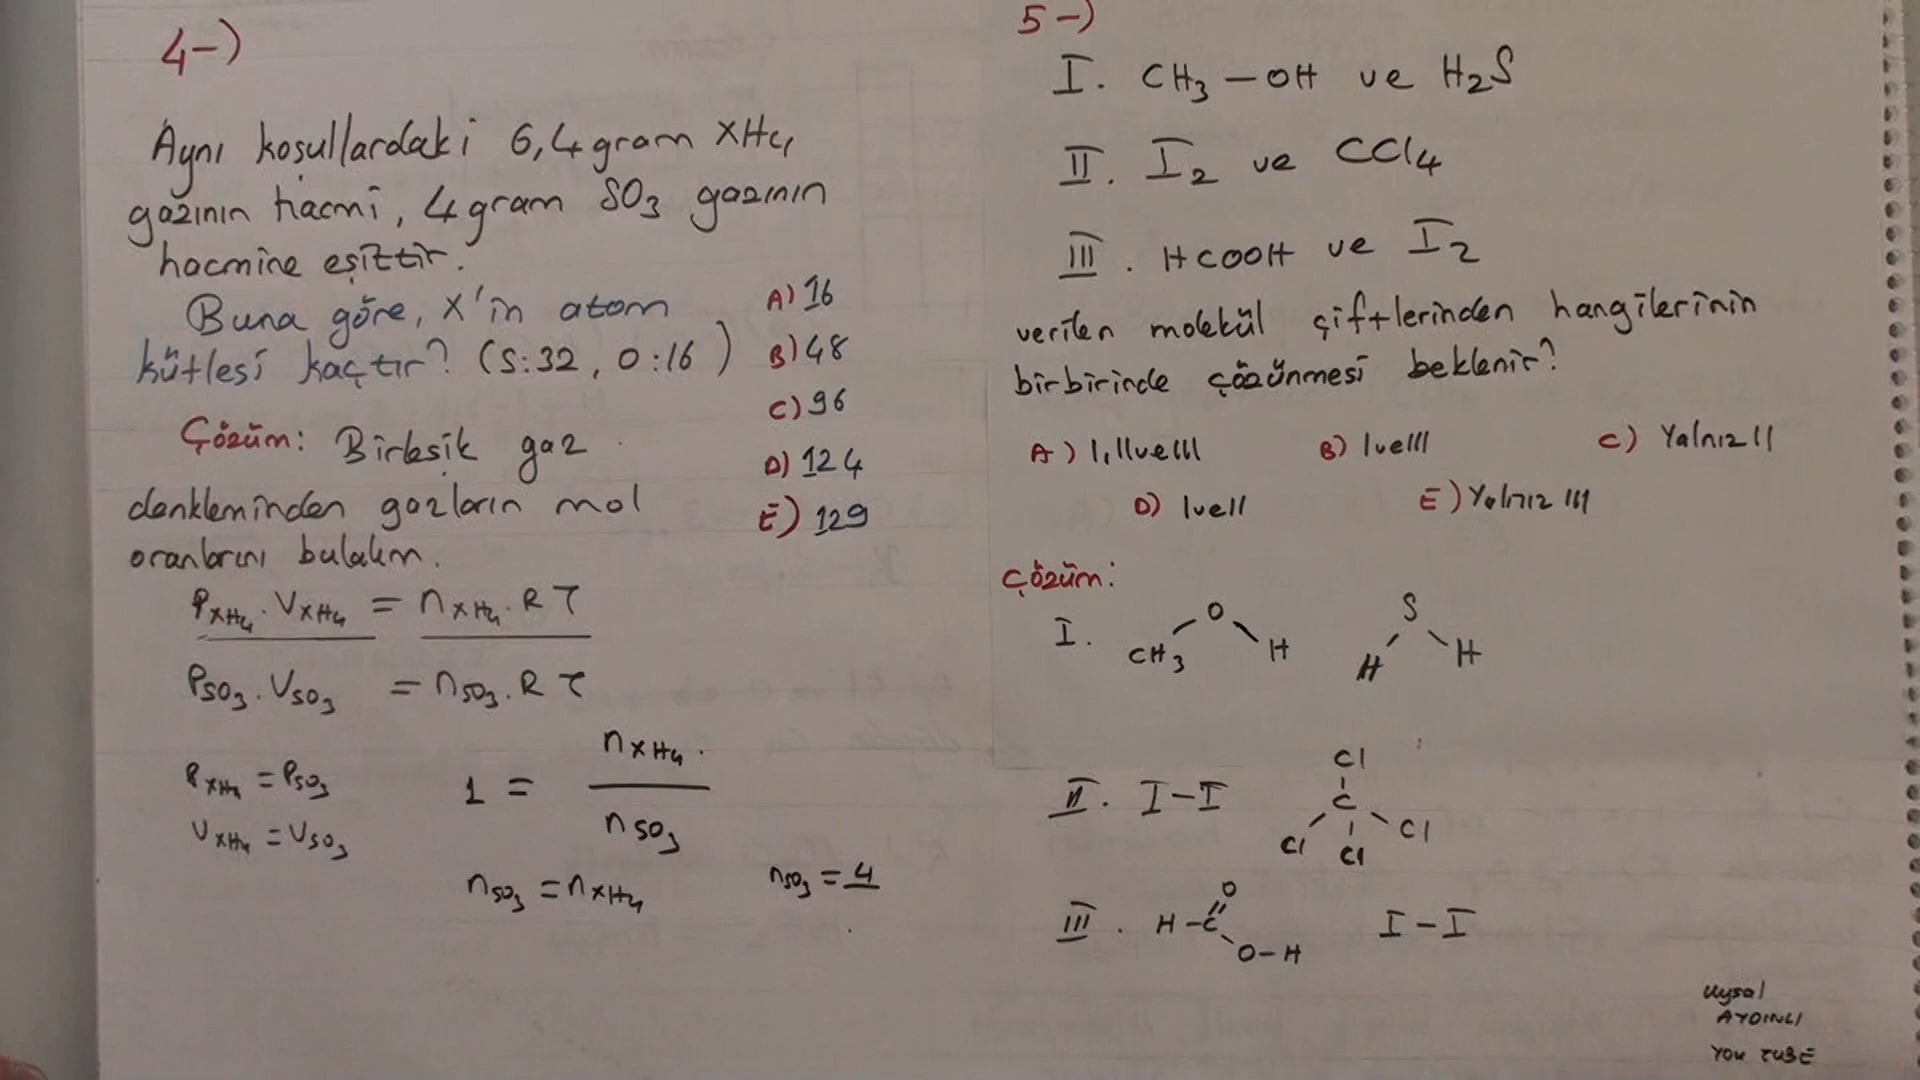 4-)
Aynı koşullardaki 6,4 gram XH4
gazının hacmi, 4 gram SO3 gazının
hacmine eşittir.
Buna göre, X'in atom
kütlesi kaçtır? (S:32, O:16)
A) 16
B) 48
C) 96
D) 124
E) 129
Çözüm: Birleşik gaz
denkleminden gazların mol
oranlarını bulalım.
PXH4 . VXH4 = nXH4 . R T
PSO3 . VSO3 = nSO3 . R T
PXH4 = PSO3
VXH4 = VSO3
1 = nXH4 .
nSO3
nSO3 = nXH4
nSO3 = 4
5-)
I. CH3 - OH ve H2S
II. I2 ve CCl4
III. HCOOH ve I2
verilen molekül çiftlerinden hangilerinin
birbirinde çözünmesi beklenir?
A) I, II ve III
B) I ve III
C) Yalnız II
D) I ve II
E) Yalnız III
Çözüm:
I. CH3 O H H S H
II. I-I Cl C Cl Cl Cl
III. H-C O O-H I-I
Uysal
AYDINLI
YOU TUBE